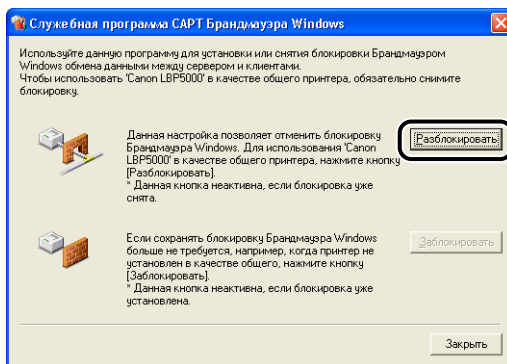 Служебная программа CAPT Брандмауэра Windows
Используйте данную программу для установки или снятия блокировки Брандмауэром
Windows обмена данными между сервером и клиентами.
Чтобы использовать 'Canon LBP5000' в качестве общего принтера, обязательно снимите
блокировку.
Данная настройка позволяет отменить блокировку
Брандмауэра Windows. Для использования 'Canon
LBP5000' в качестве общего принтера, нажмите кнопку
[Разблокировать].
* Данная кнопка неактивна, если блокировка уже
снята.
Разблокировать
Если сохранять блокировку Брандмауэра Windows
больше не требуется, например, когда принтер не
установлен в качестве общего, нажмите кнопку
[Заблокировать].
* Данная кнопка неактивна, если блокировка уже
установлена.
Заблокировать
Закрыть